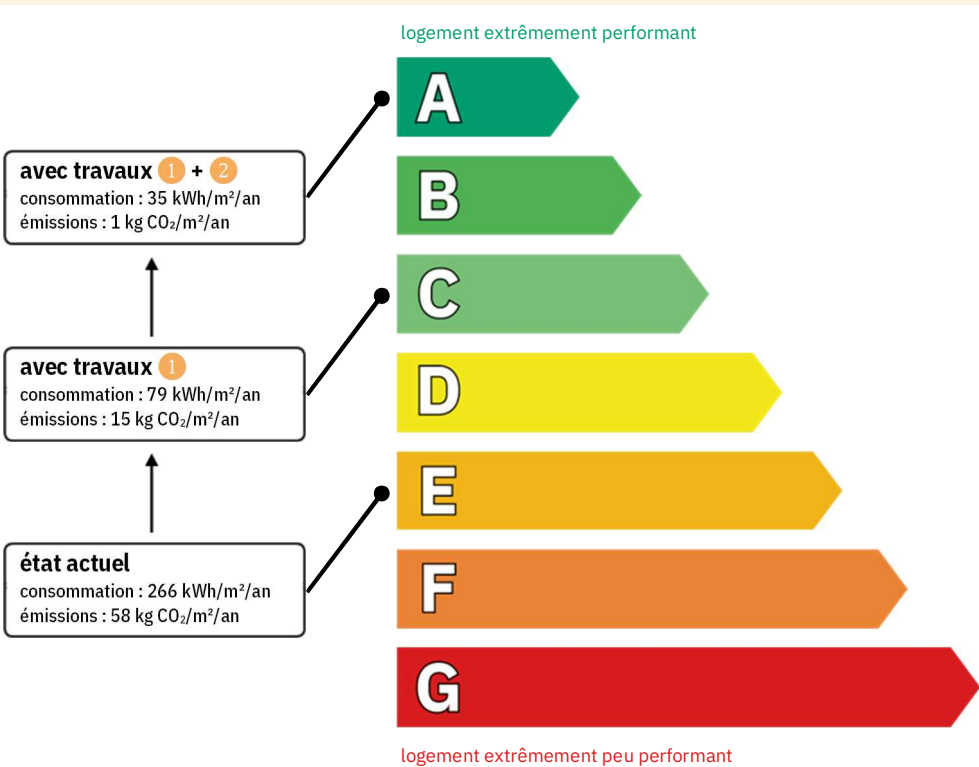 logement extrêmement performant
A
avec travaux 1 + 2
consommation : 35 kWh/m²/an
émissions : 1 kg CO₂/m²/an
B
C
avec travaux 1
consommation : 79 kWh/m²/an
émissions : 15 kg CO₂/m²/an
D
E
état actuel
consommation : 266 kWh/m²/an
émissions : 58 kg CO₂/m²/an
F
G
logement extrêmement peu performant